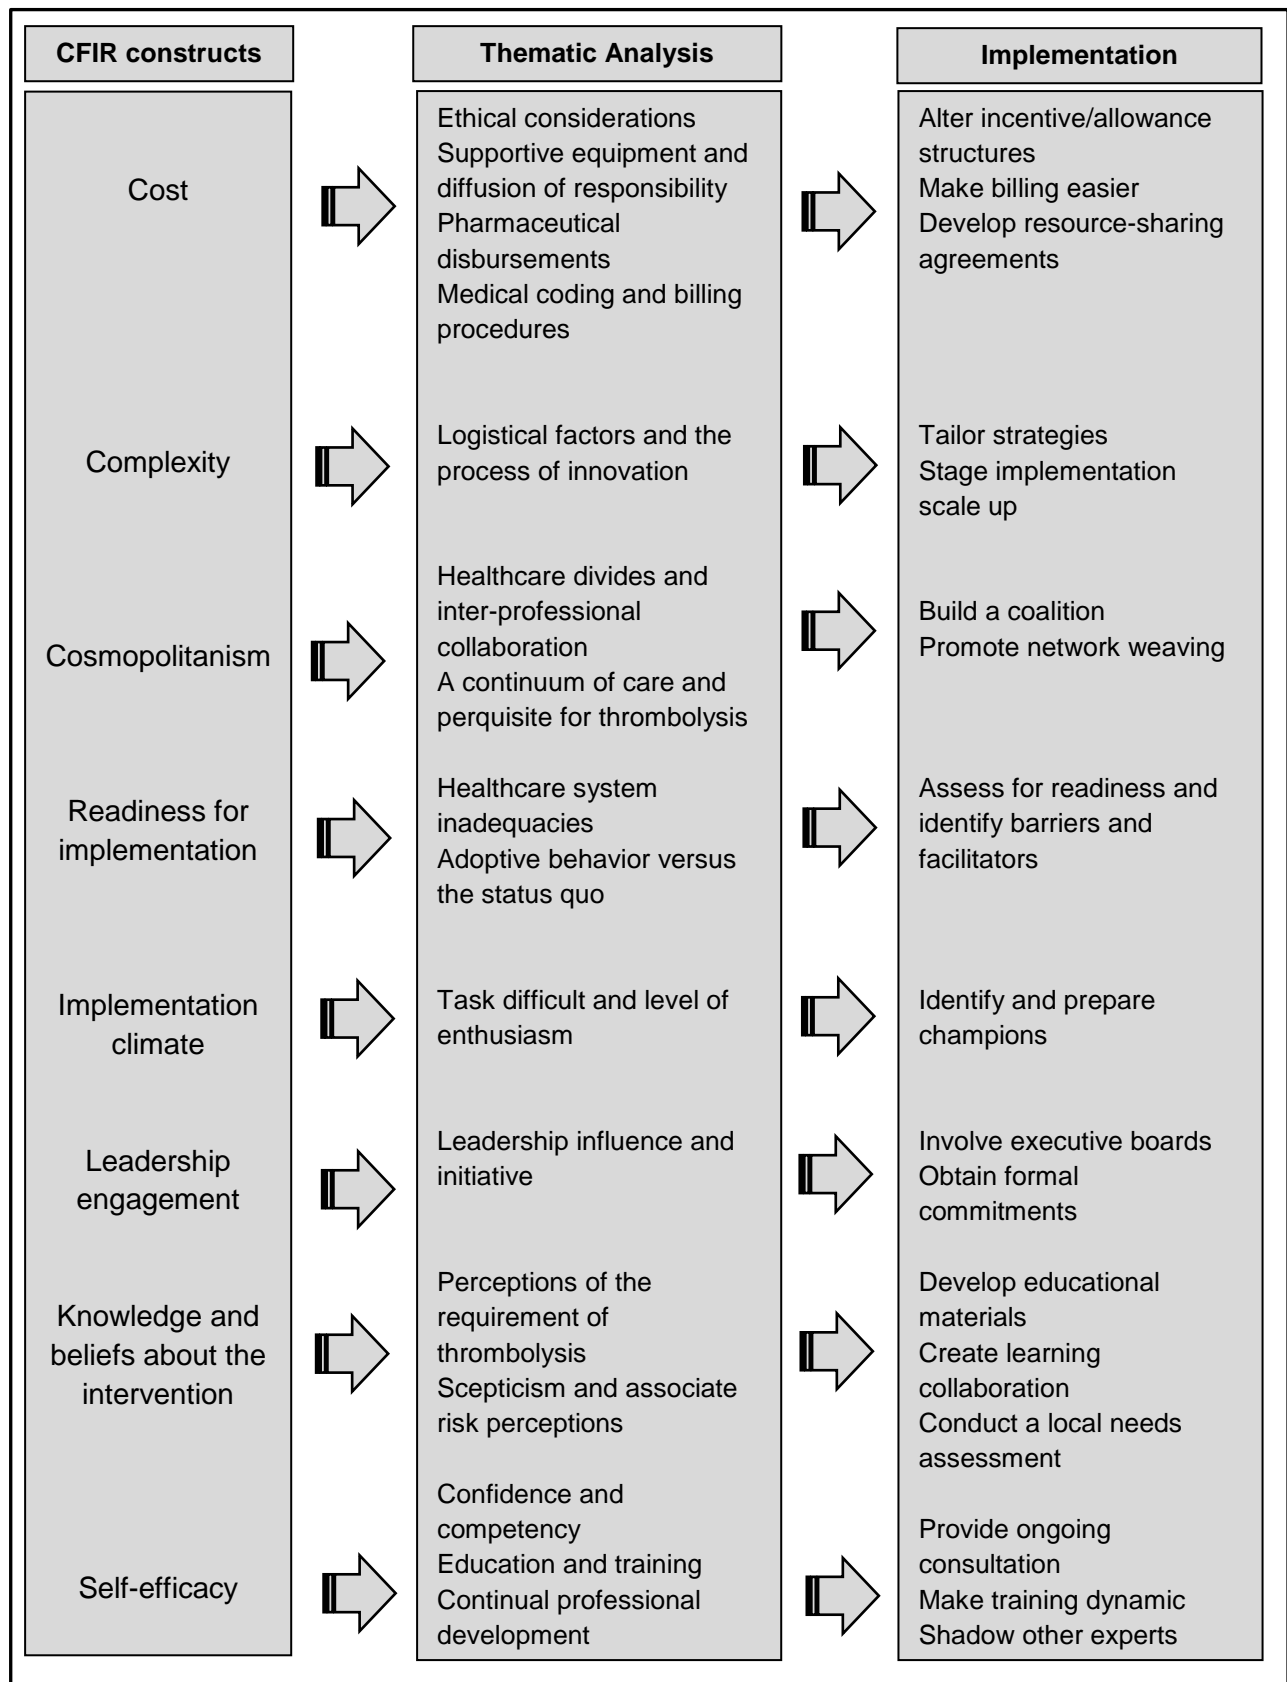 CFIR constructs
Thematic Analysis
Implementation
Cost
Ethical considerations
Supportive equipment and
diffusion of responsibility
Pharmaceutical
disbursements
Medical coding and billing
procedures
Alter incentive/allowance
structures
Make billing easier
Develop resource-sharing
agreements
Complexity
Logistical factors and the
process of innovation
Tailor strategies
Stage implementation
scale up
Cosmopolitanism
Healthcare divides and
inter-professional
collaboration
A continuum of care and
perquisite for thrombolysis
Build a coalition
Promote network weaving
Readiness for
implementation
Healthcare system
inadequacies
Adoptive behavior versus
the status quo
Assess for readiness and
identify barriers and
facilitators
Implementation
climate
Task difficult and level of
enthusiasm
Identify and prepare
champions
Leadership
engagement
Leadership influence and
initiative
Involve executive boards
Obtain formal
commitments
Knowledge and
beliefs about the
intervention
Perceptions of the
requirement of
thrombolysis
Scepticism and associate
risk perceptions
Develop educational
materials
Create learning
collaboration
Conduct a local needs
assessment
Self-efficacy
Confidence and
competency
Education and training
Continual professional
development
Provide ongoing
consultation
Make training dynamic
Shadow other experts